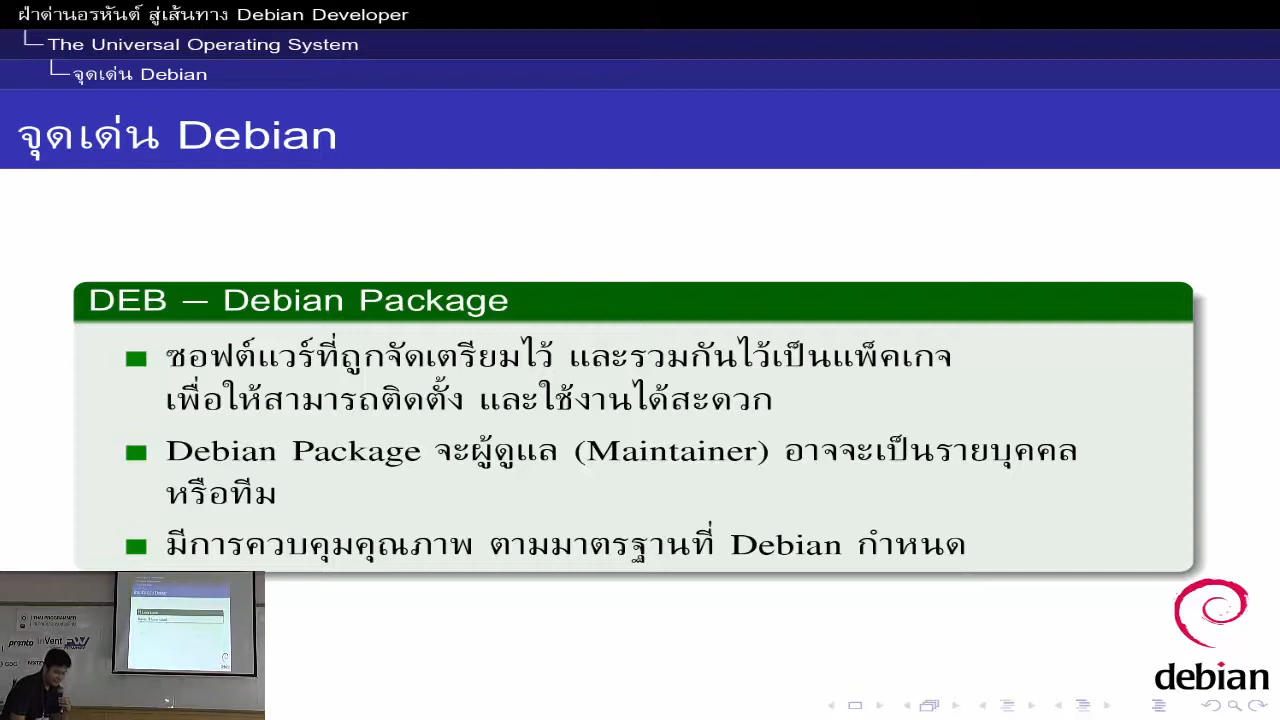 ฝ่าด่านอรหันต์ สู่เส้นทาง Debian Developer
The Universal Operating System
จุดเด่น Debian
จุดเด่น Debian
DEB – Debian Package
ซอฟต์แวร์ที่ถูกจัดเตรียมไว้ และรวมกันไว้เป็นแพ็คเกจ
เพื่อให้สามารถติดตั้ง และใช้งานได้สะดวก
Debian Package จะผู้ดูแล (Maintainer) อาจจะเป็นรายบุคคล
หรือทีม
มีการควบคุมคุณภาพ ตามมาตรฐานที่ Debian กำหนด
THAI PROGRAMMER
pronto InVent
debian